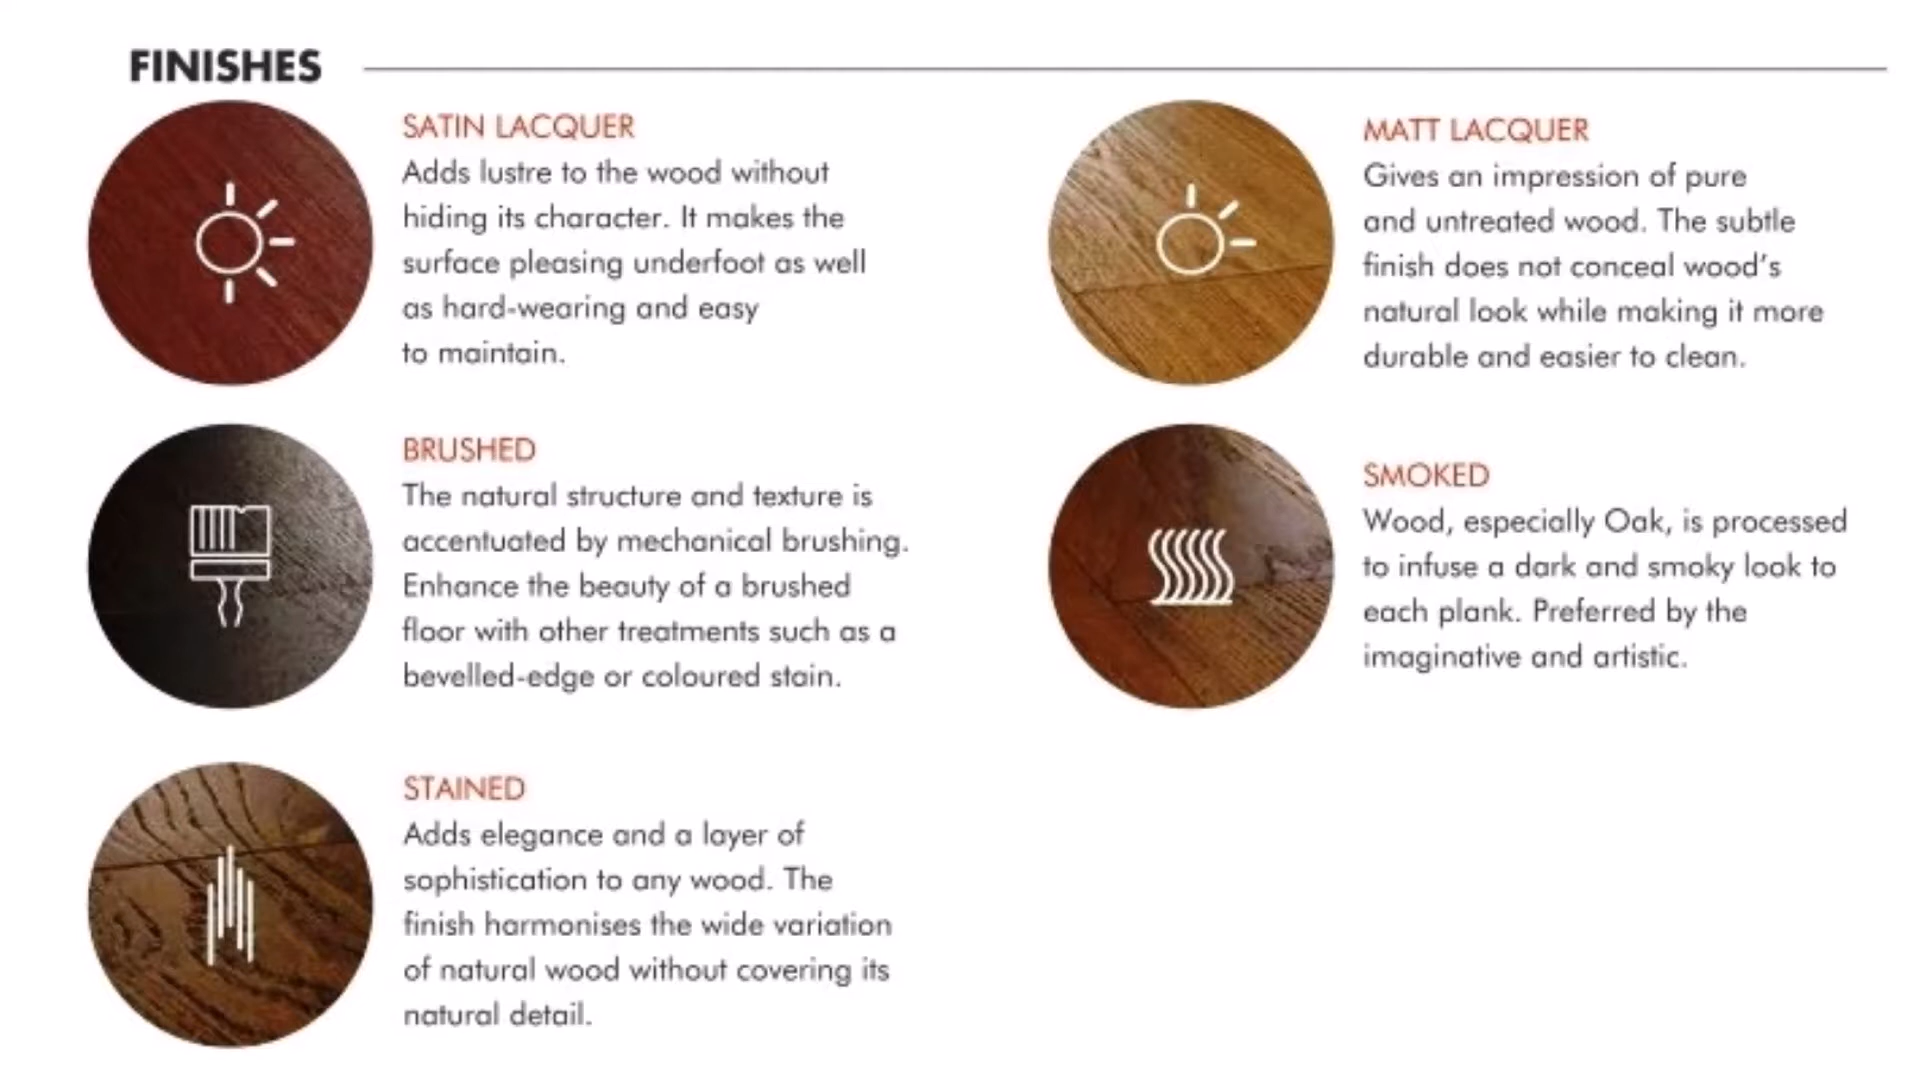 FINISHES
SATIN LACQUER
Adds lustre to the wood without
hiding its character. It makes the
surface pleasing underfoot as well
as hard-wearing and easy
to maintain.
MATT LACQUER
Gives an impression of pure
and untreated wood. The subtle
finish does not conceal wood's
natural look while making it more
durable and easier to clean.
BRUSHED
The natural structure and texture is
accentuated by mechanical brushing.
Enhance the beauty of a brushed
floor with other treatments such as a
bevelled-edge or coloured stain.
SMOKED
Wood, especially Oak, is processed
to infuse a dark and smoky look to
each plank. Preferred by the
imaginative and artistic.
STAINED
Adds elegance and a layer of
sophistication to any wood. The
finish harmonises the wide variation
of natural wood without covering its
natural detail.